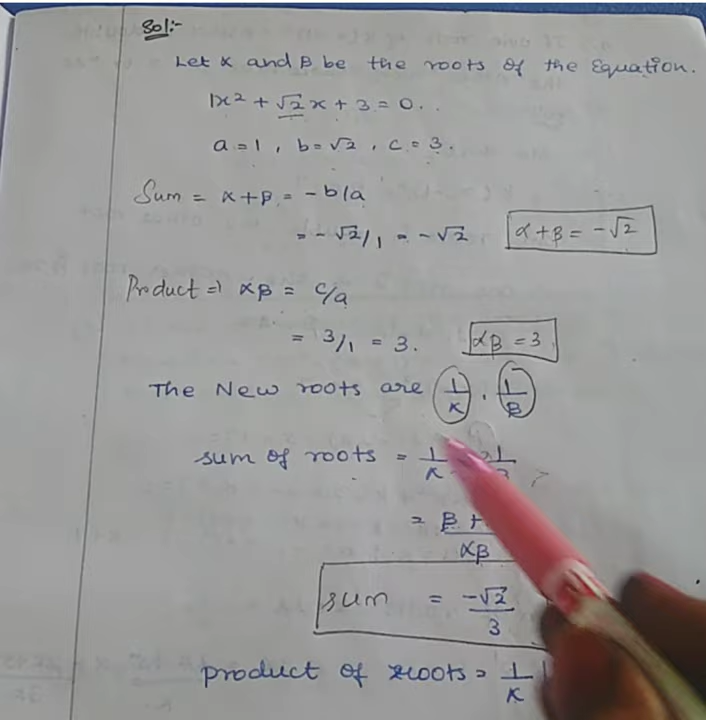 Sol:-
Let α and β be the roots of the Equation.
1x² + √2x + 3 = 0.
a = 1, b = √2, c = 3.
Sum = α+β = -b/a
= -√2/1 = -√2 α+β = -√2
Product ⇒ αβ = c/a
= 3/1 = 3. αβ = 3
The New roots are 1/α, 1/β
sum of roots = 1/α
= β +
αβ
sum = -√2/3
product of roots = 1/α